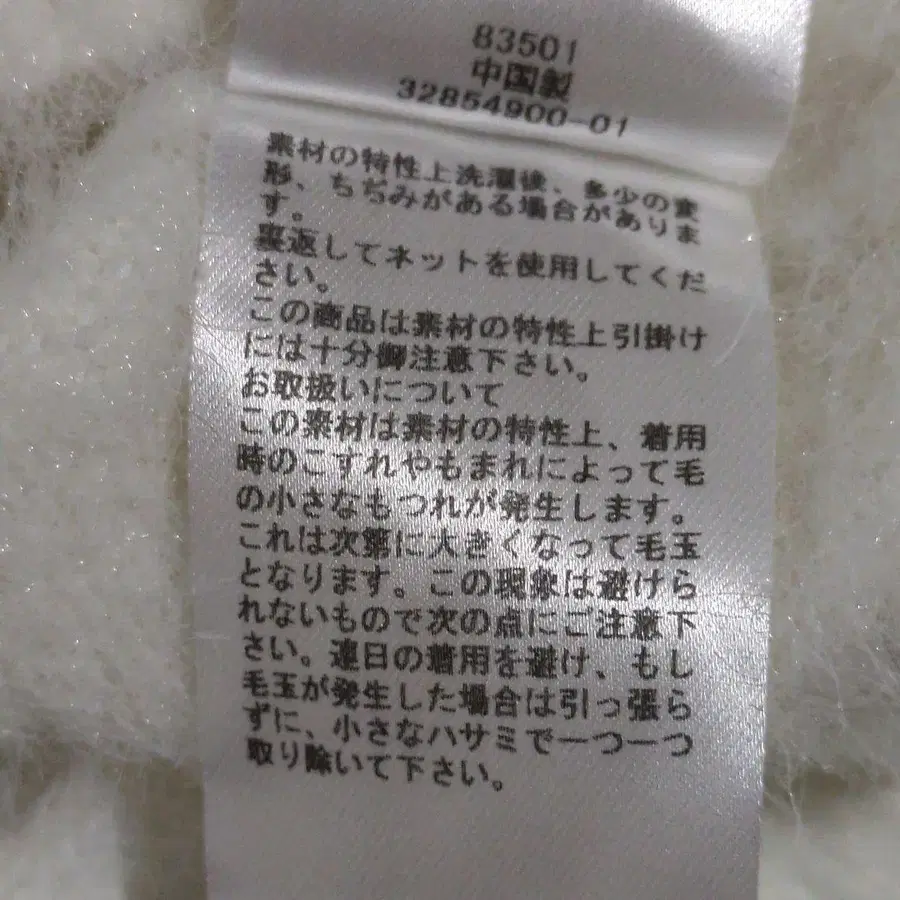 83501
中国製
32854900-01
素材の特性上洗濯後、多少の変
形、ちぢみがある場合がありま
す。
裏返してネットを使用してくだ
さい。
この商品は素材の特性上引掛け
には十分御注意下さい。
お取扱いについて
この素材は素材の特性上、着用
時のこすれやもまれによって毛
の小さなもつれが発生します。
これは次第に大きくなって毛玉
となります。この現象は避けら
れないもので次の点にご注意下
さい。連日の着用を避け、もし
毛玉が発生した場合は引っ張ら
ずに、小さなハサミで一つ一つ
取り除いて下さい。